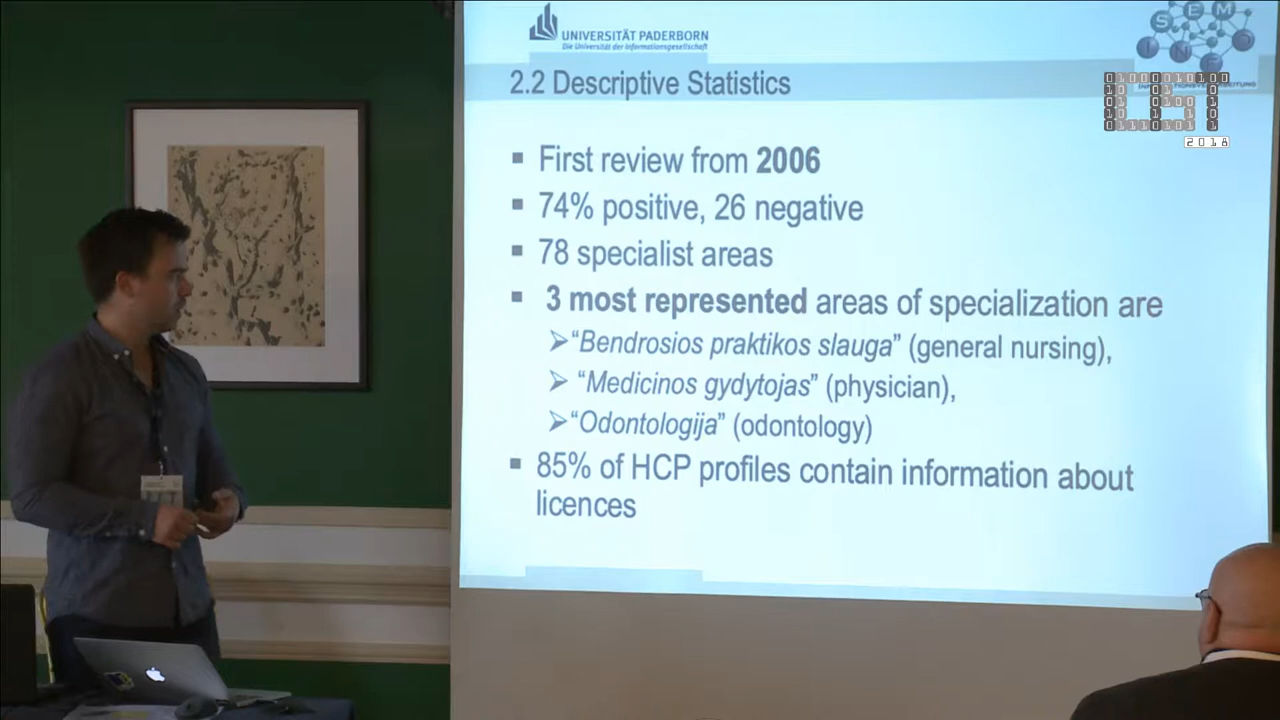 UNIVERSITÄT PADERBORN
Die Universität der Informationsgesellschaft
S E M
I N F O
2.2 Descriptive Statistics
0100001010
2018
▪ First review from 2006
▪ 74% positive, 26 negative
▪ 78 specialist areas
▪ 3 most represented areas of specialization are
➢"Bendrosios praktikos slauga" (general nursing),
➢ "Medicinos gydytojas" (physician),
➢"Odontologija" (odontology)
▪ 85% of HCP profiles contain information about
licences